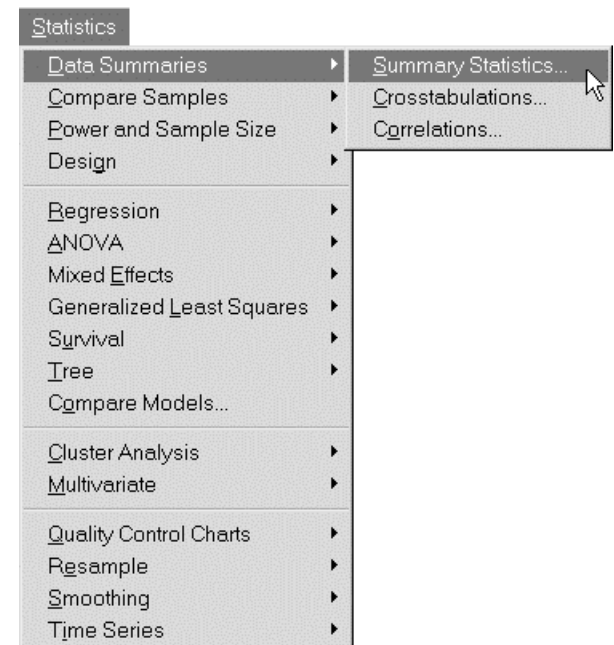 Statistics
Data Summaries
Compare Samples
Power and Sample Size
Design
Regression
ANOVA
Mixed Effects
Generalized Least Squares
Survival
Tree
Compare Models...
Cluster Analysis
Multivariate
Quality Control Charts
Resample
Smoothing
Time Series
Summary Statistics...
Crosstabulations...
Correlations...